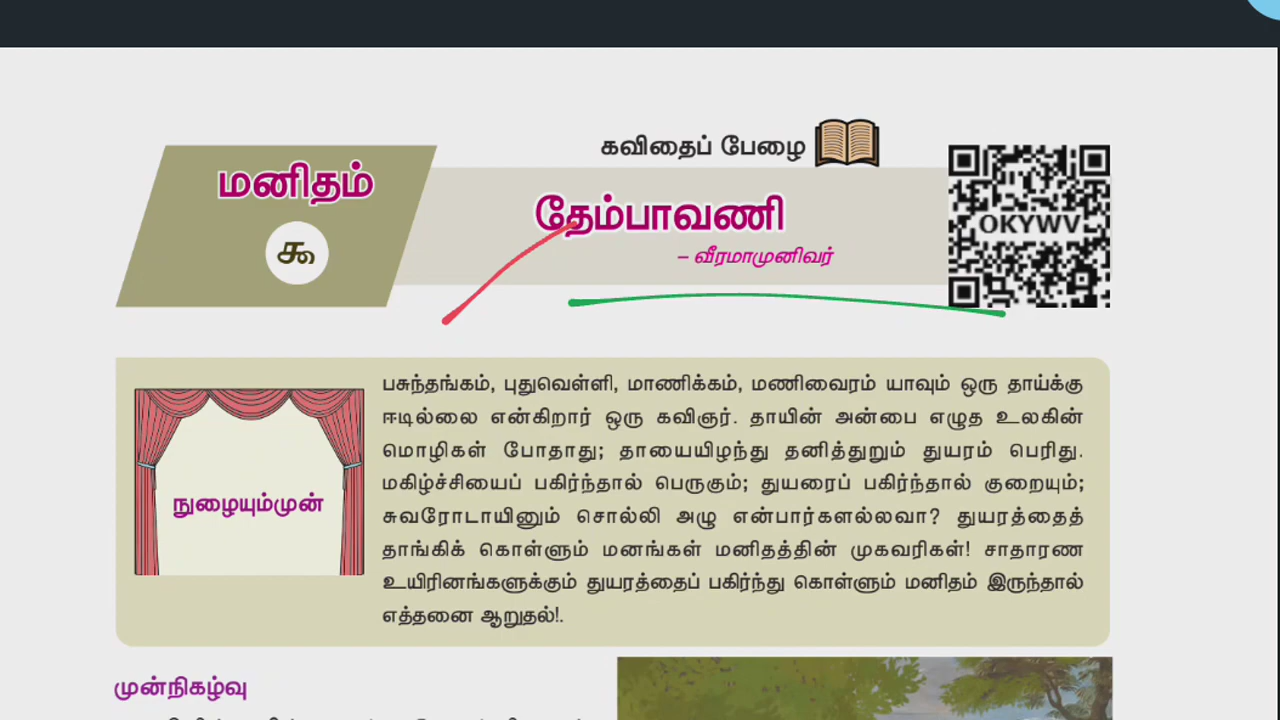 கவிதைப் பேழை
மனிதம்
௯
தேம்பாவணி
– வீரமாமுனிவர்
OKYWV
நுழையும்முன்
பசுந்தங்கம், புதுவெள்ளி, மாணிக்கம், மணிவைரம் யாவும் ஒரு தாய்க்கு
ஈடில்லை என்கிறார் ஒரு கவிஞர். தாயின் அன்பை எழுத உலகின்
மொழிகள் போதாது; தாயையிழந்து தனித்துறும் துயரம் பெரிது.
மகிழ்ச்சியைப் பகிர்ந்தால் பெருகும்; துயரைப் பகிர்ந்தால் குறையும்;
சுவரோடாயினும் சொல்லி அழு என்பார்களல்லவா? துயரத்தைத்
தாங்கிக் கொள்ளும் மனங்கள் மனிதத்தின் முகவரிகள்! சாதாரண
உயிரினங்களுக்கும் துயரத்தைப் பகிர்ந்து கொள்ளும் மனிதம் இருந்தால்
எத்தனை ஆறுதல்!.
முன்நிகழ்வு